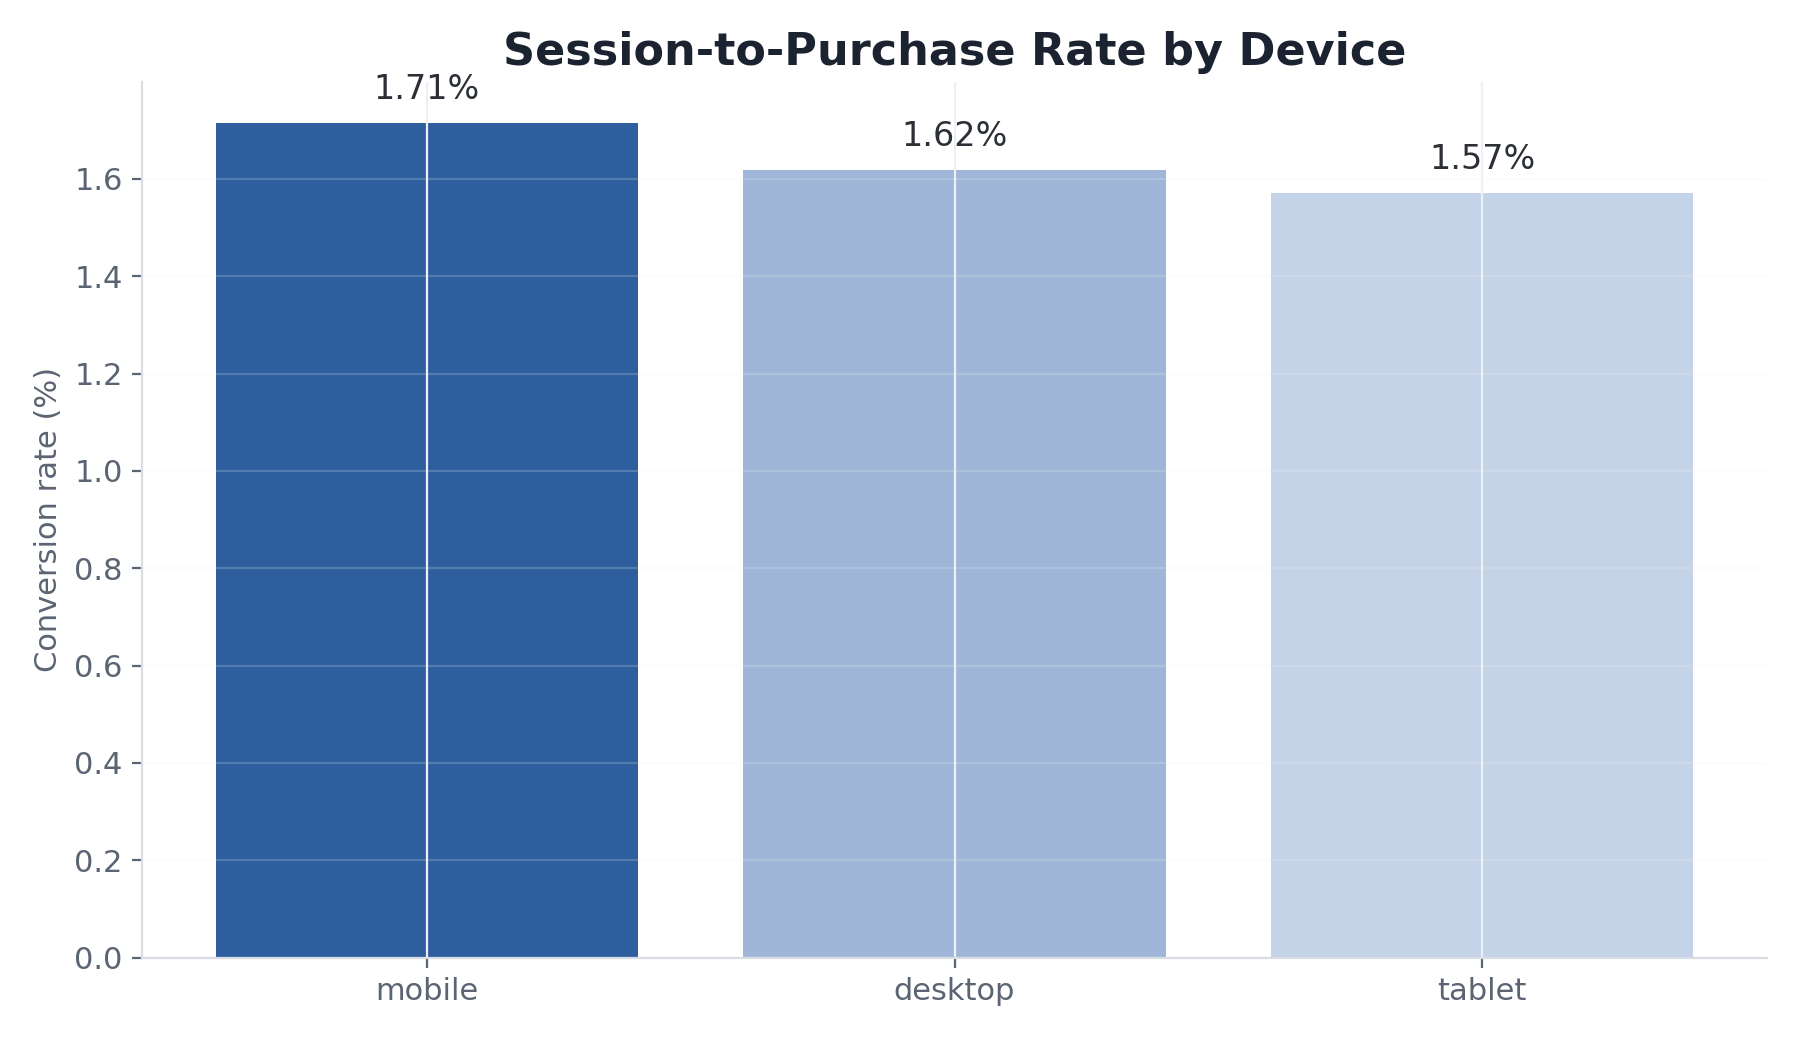 Session-to-Purchase Rate by Device
1.71%
1.62%
1.57%
Conversion rate (%)
1.6
1.4
1.2
1.0
0.8
0.6
0.4
0.2
0.0
mobile
desktop
tablet